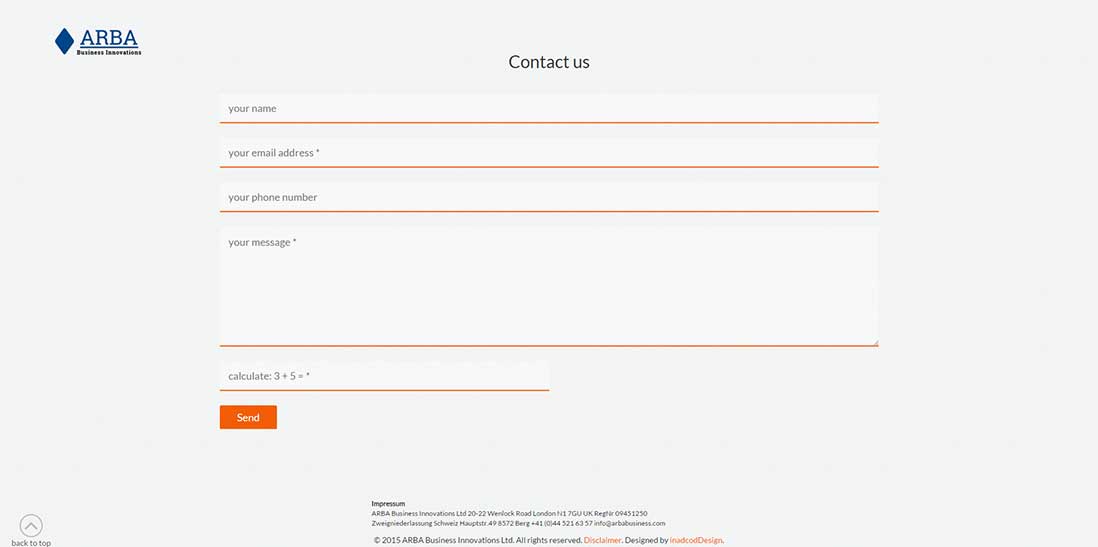 ARBA
Business Innovations
Contact us
your name
your email address *
your phone number
your message *
calculate: 3 + 5 = *
Send
Impressum
ARBA Business Innovations Ltd 20-22 Wenlock Road London N1 7GU UK RegNr 09451250
Zweigniederlassung Schweiz Hauptstr.49 8572 Berg +41 (0)44 521 63 57 info@arbabusiness.com
© 2015 ARBA Business Innovations Ltd. All rights reserved. Disclaimer. Designed by inadcodDesign.
back to top